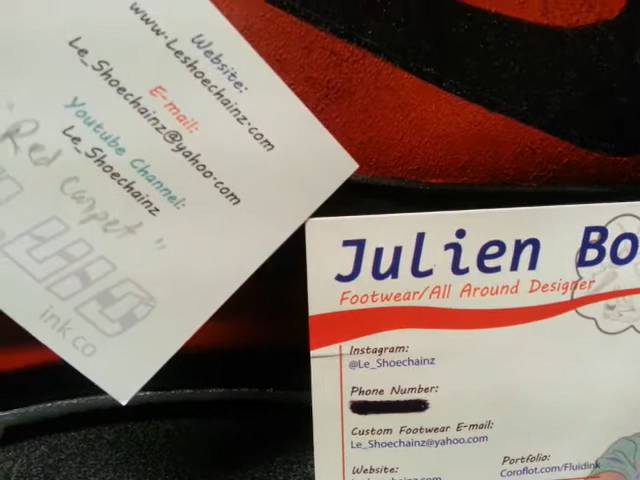 Website:
www.Leshoechainz.com
E-mail:
Le_Shoechainz@yahoo.com
Youtube Channel:
Le_Shoechainz
"Red Carpet"
ink.co
Julien Bo
Footwear/All Around Designer
Instagram:
@Le_Shoechainz
Phone Number:
Custom Footwear E-mail:
Le_Shoechainz@yahoo.com
Website:
Portfolio:
Coroflot.com/Fluidink